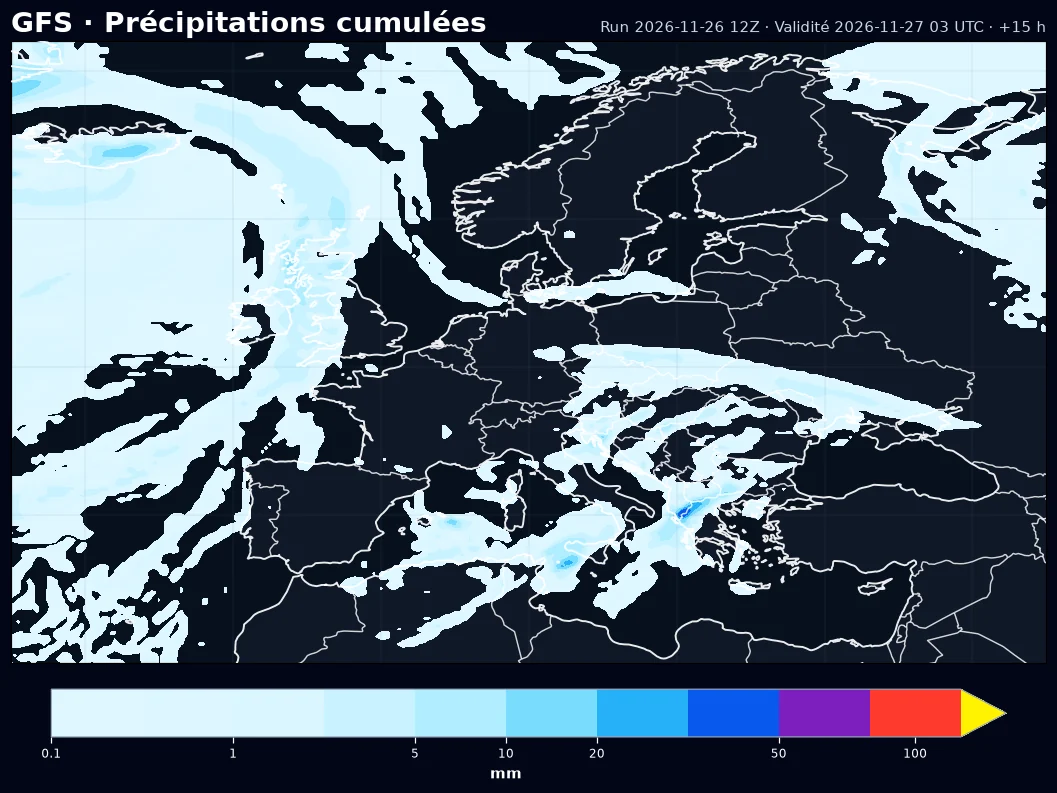 GFS · Précipitations cumulées
Run 2026-11-26 12Z · Validité 2026-11-27 03 UTC · +15 h
0.1 1 5 10 20 50 100
mm